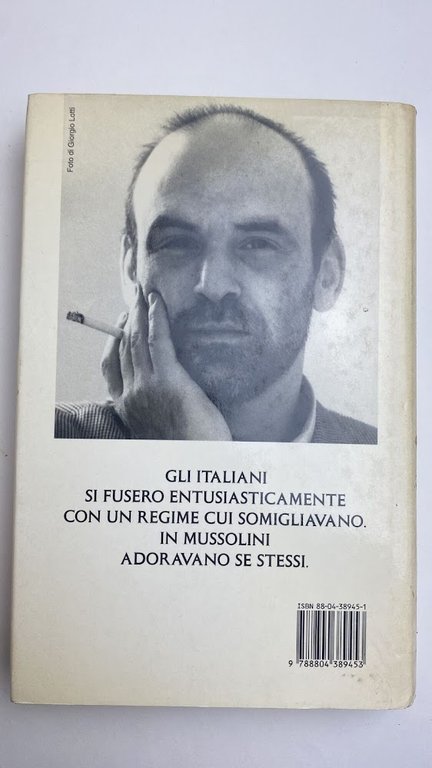 Foto di Giorgio Lotti
GLI ITALIANI
SI FUSERO ENTUSIASTICAMENTE
CON UN REGIME CUI SOMIGLIAVANO.
IN MUSSOLINI
ADORAVANO SE STESSI.
ISBN 88-04-38945-1
9 788804 389453